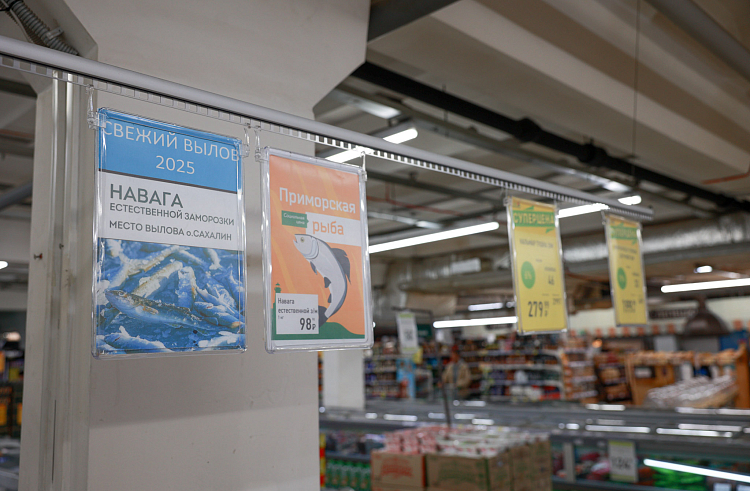 СВЕЖИЙ ВЫЛОВ
2025
НАВАГА
ЕСТЕСТВЕННОЙ ЗАМОРОЗКИ
МЕСТО ВЫЛОВА о.САХАЛИН
Приморская
рыба
Навага
естественной з/м
98
СУПЕРЦЕНА
279